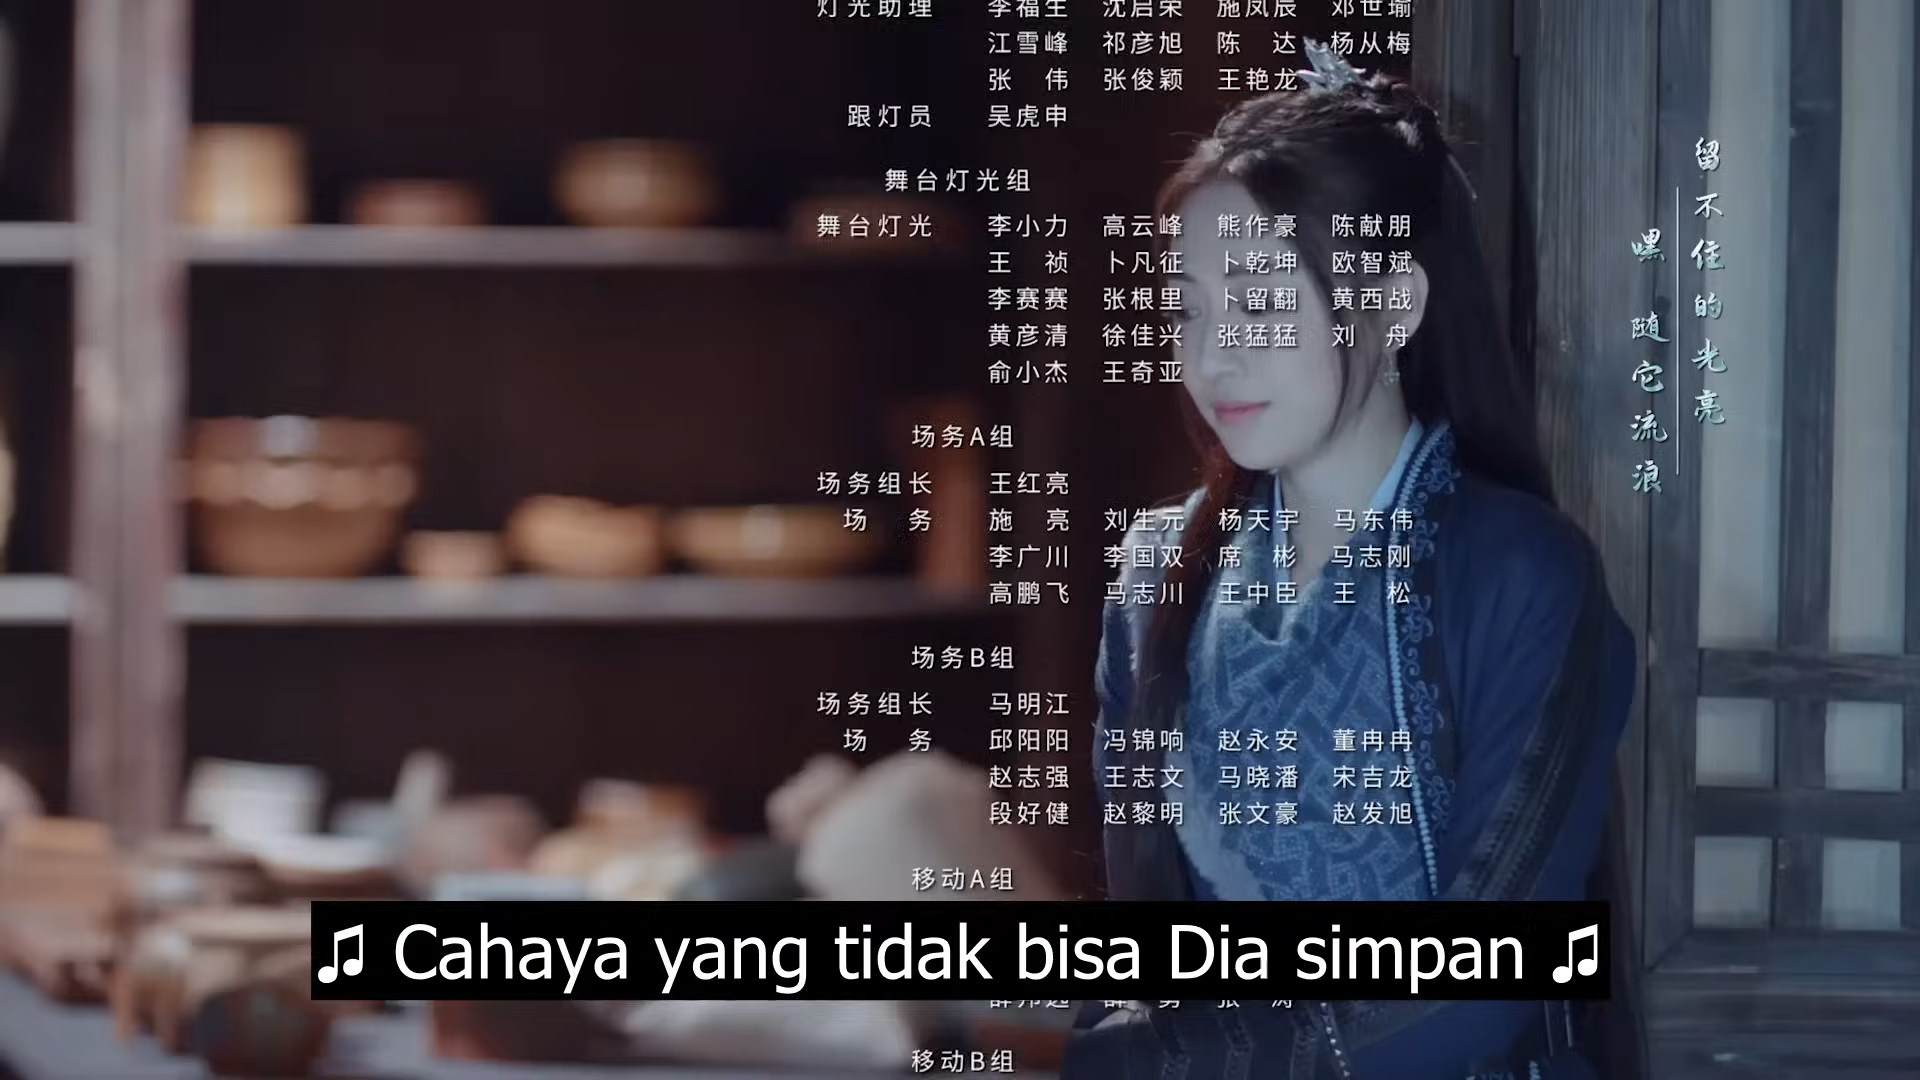 灯光助理 李福生 沈启荣 施凤辰 邓世瑜
江雪峰 祁彦旭 陈 达 杨从梅
张 伟 张俊颖 王艳龙
跟灯员 吴虎申
舞台灯光组
舞台灯光 李小力 高云峰 熊作豪 陈献朋
王 祯 卜凡征 卜乾坤 欧智斌
李赛赛 张根里 卜留翻 黄西战
黄彦清 徐佳兴 张猛猛 刘 舟
俞小杰 王奇亚
场务A组
场务组长 王红亮
场 务 施 亮 刘生元 杨天宇 马东伟
李广川 李国双 席 彬 马志刚
高鹏飞 马志川 王中臣 王 松
场务B组
场务组长 马明江
场 务 邱阳阳 冯锦响 赵永安 董冉冉
赵志强 王志文 马晓潘 宋吉龙
段好健 赵黎明 张文豪 赵发旭
移动A组
移动B组
留不住的光亮
嘿 随它流浪
♫ Cahaya yang tidak bisa Dia simpan ♫